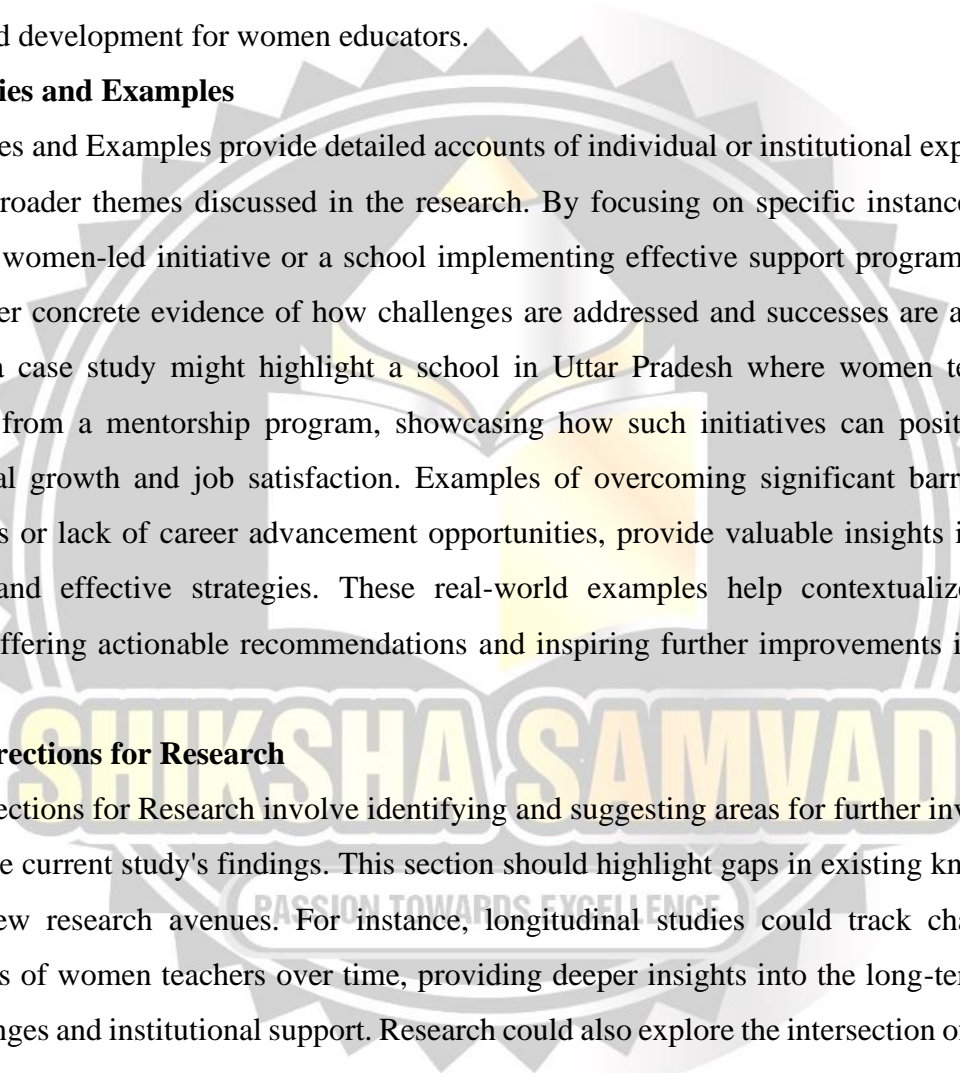 d development for women educators.
ies and Examples
es and Examples provide detailed accounts of individual or institutional exp
roader themes discussed in the research. By focusing on specific instance
women-led initiative or a school implementing effective support program
er concrete evidence of how challenges are addressed and successes are a
a case study might highlight a school in Uttar Pradesh where women te
from a mentorship program, showcasing how such initiatives can posit
al growth and job satisfaction. Examples of overcoming significant barr
s or lack of career advancement opportunities, provide valuable insights i
and effective strategies. These real-world examples help contextualize
ffering actionable recommendations and inspiring further improvements i
SHIKSHA SAMVAD
rections for Research
ections for Research involve identifying and suggesting areas for further inv
e current study's findings. This section should highlight gaps in existing kn
PASSION TOWARDS EXCELLENCE
ew research avenues. For instance, longitudinal studies could track cha
s of women teachers over time, providing deeper insights into the long-ter
nges and institutional support. Research could also explore the intersection o